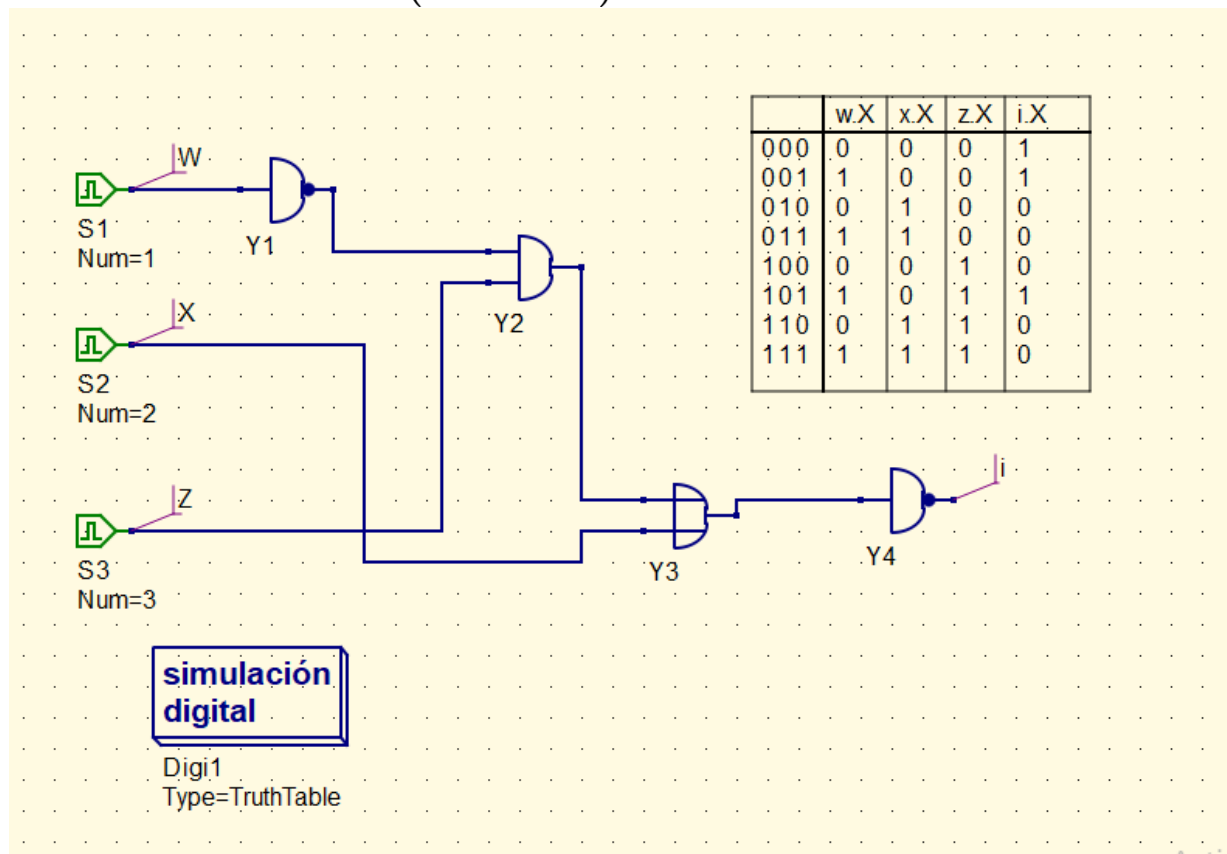 w.X x.X z.X i.X
000 0 0 0 1
001 1 0 0 1
010 0 1 0 0
011 1 1 0 0
100 0 0 1 0
101 1 0 1 1
110 0 1 1 0
111 1 1 1 0
W
S1
Num=1
Y1
Y2
X
S2
Num=2
Z
S3
Num=3
i
Y3
Y4
simulación
digital
Digi1
Type=TruthTable